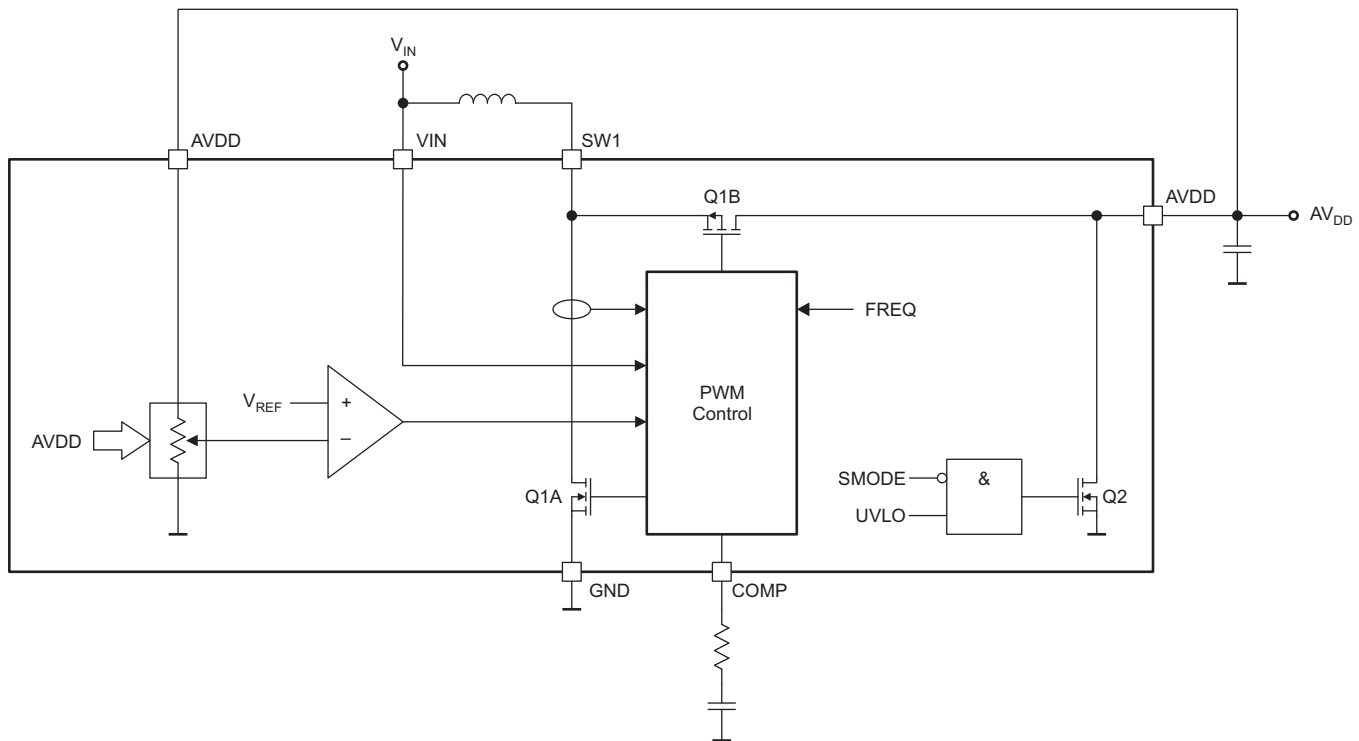 V_IN
AVDD
VIN
SW1
Q1B
AVDD
AV_DD
FREQ
PWM
Control
V_REF
+
−
AVDD
SMODE
&
Q2
UVLO
Q1A
GND
COMP